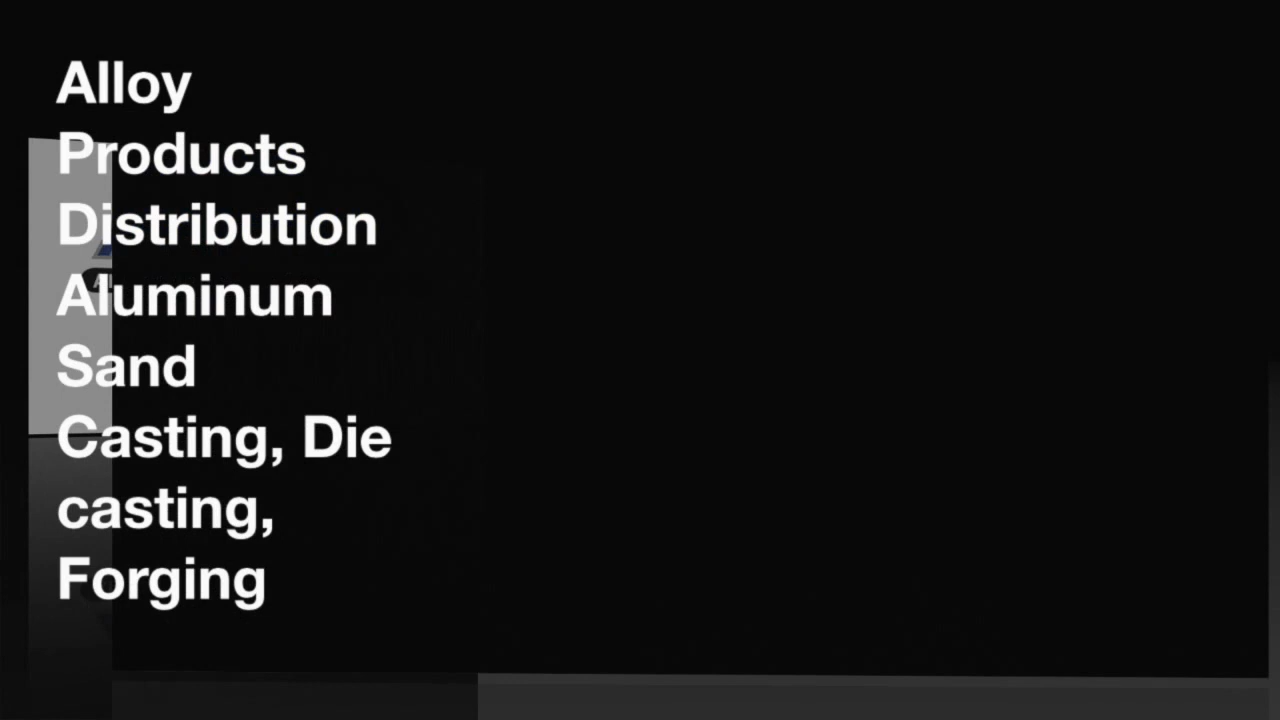 Alloy
Products
Distribution
Aluminum
Sand
Casting, Die
casting,
Forging